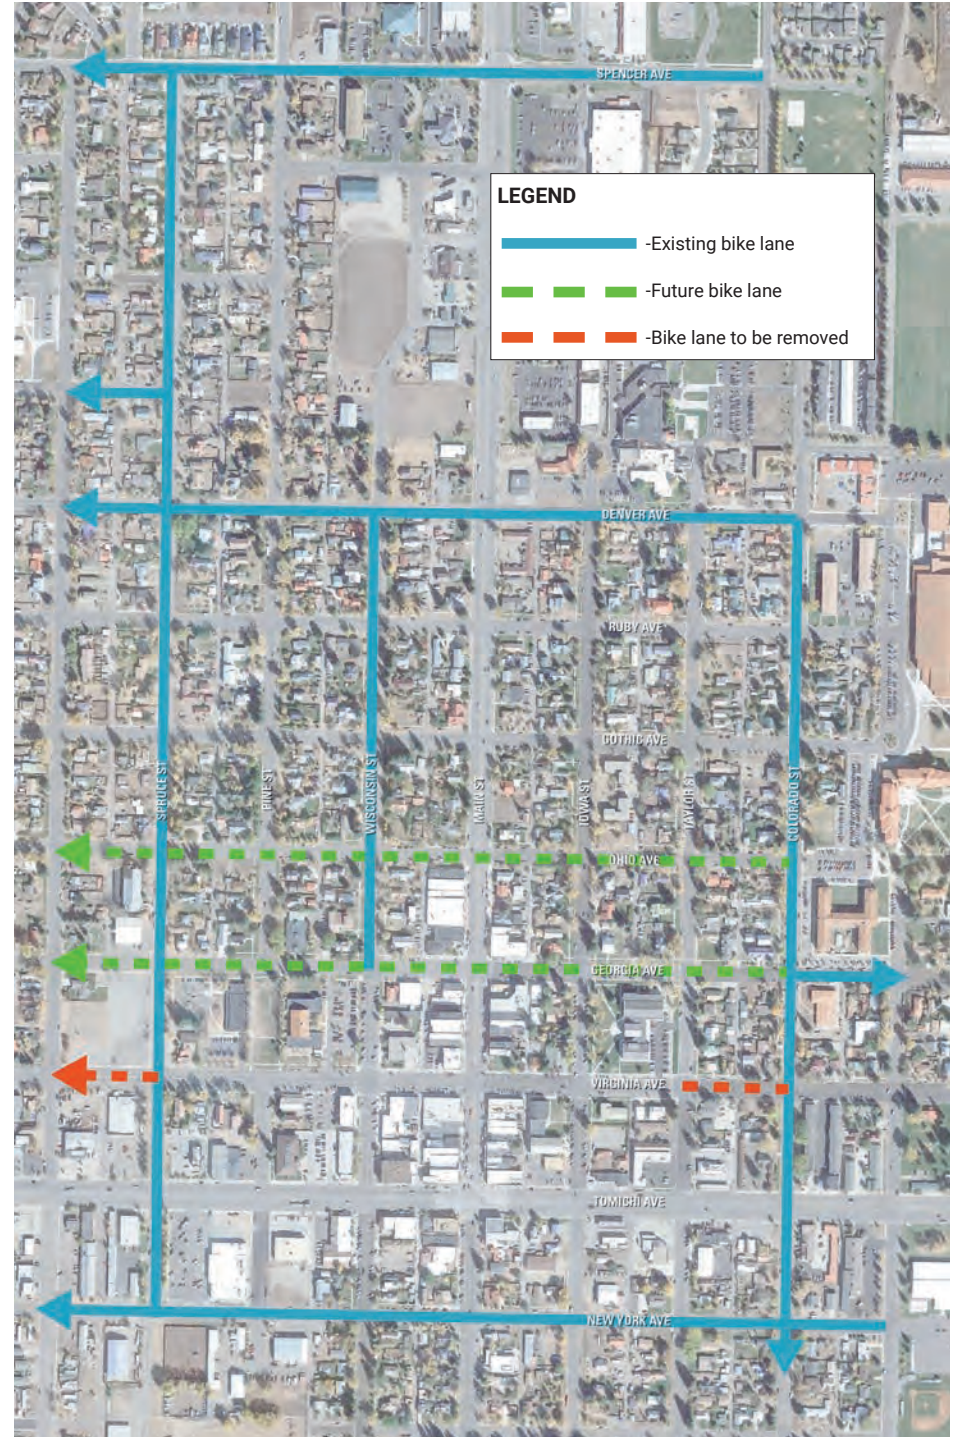 SPENCER AVE
LEGEND
-Existing bike lane
-Future bike lane
-Bike lane to be removed
DENVER AVE
RUBY AVE
GOTHIC AVE
SPRUCE ST
PINE ST
WISCONSIN ST
MAIN ST
IOWA ST
TAYLOR ST
COLORADO ST
OHIO AVE
GEORGIA AVE
VIRGINIA AVE
TOMICHI AVE
NEW YORK AVE